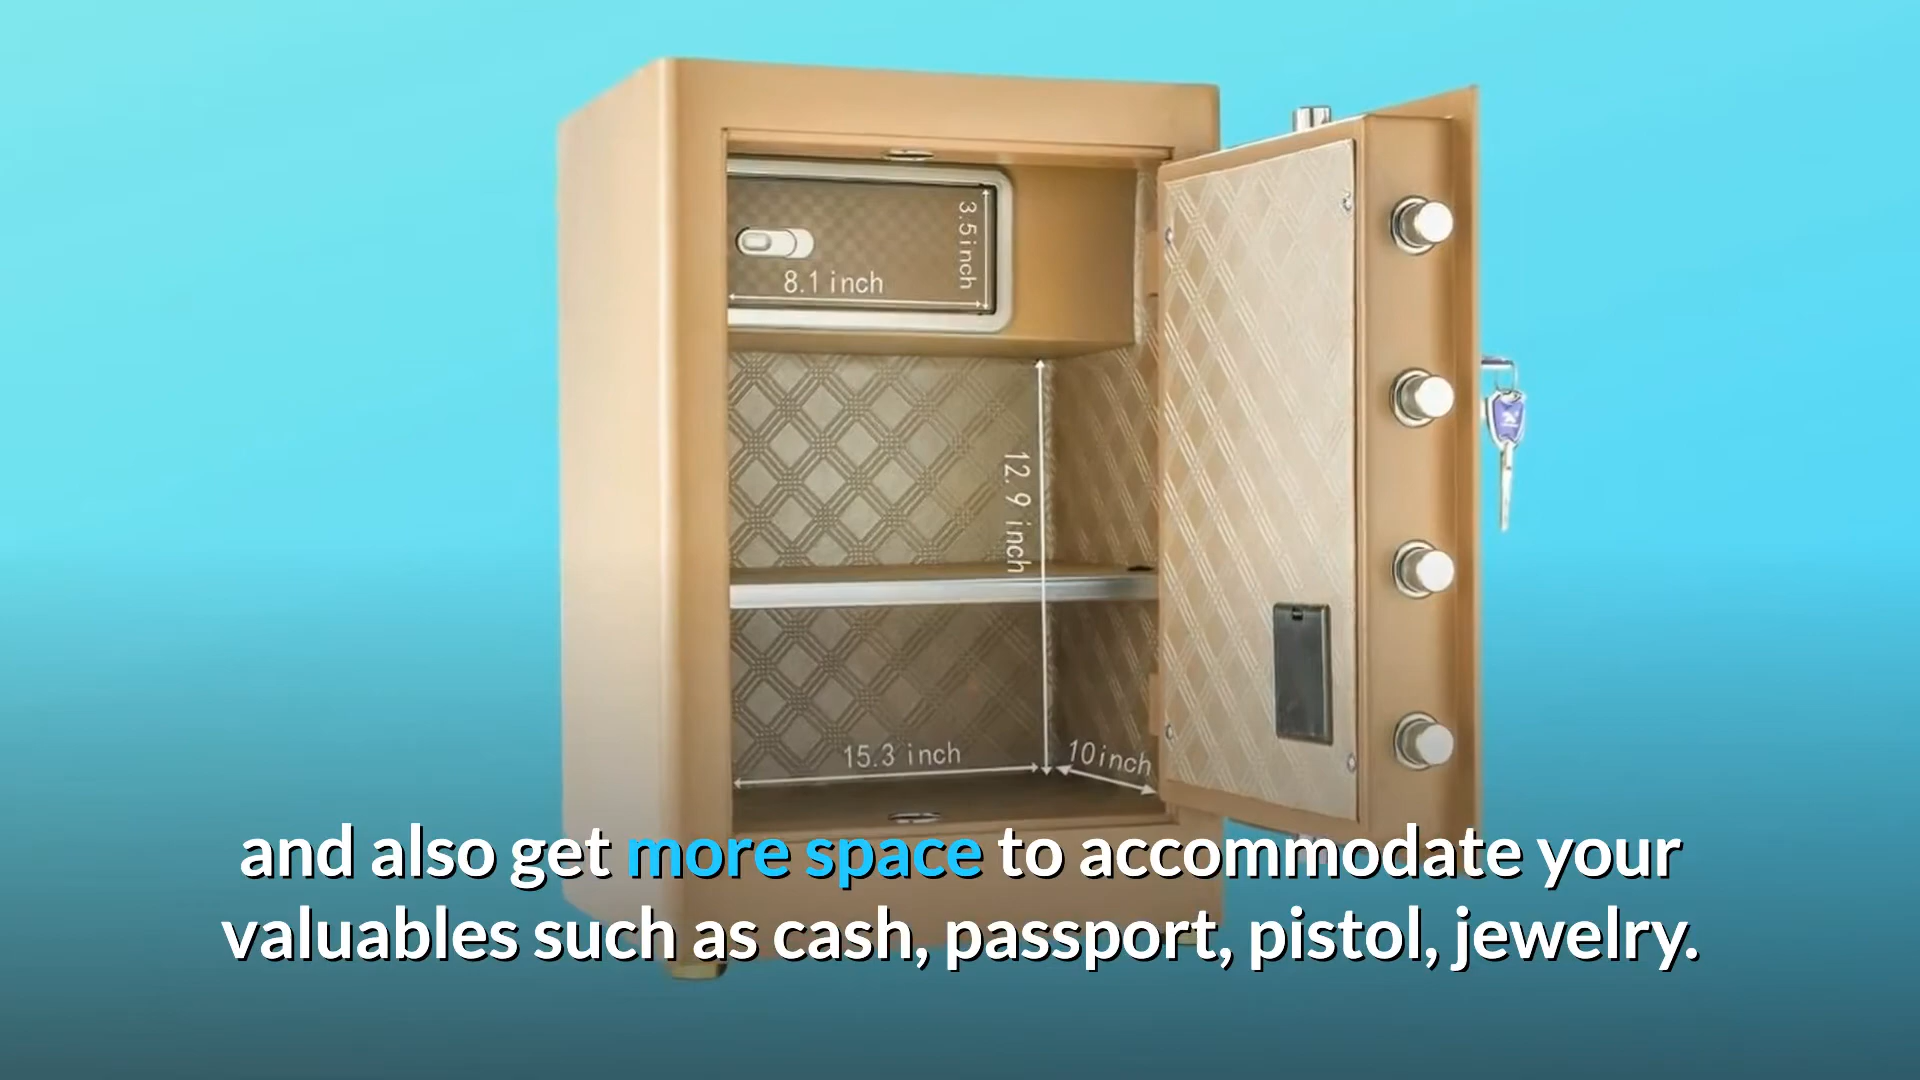 3.5inch
8.1 inch
12.9 inch
15.3 inch
10inch
and also get more space to accommodate your
valuables such as cash, passport, pistol, jewelry.